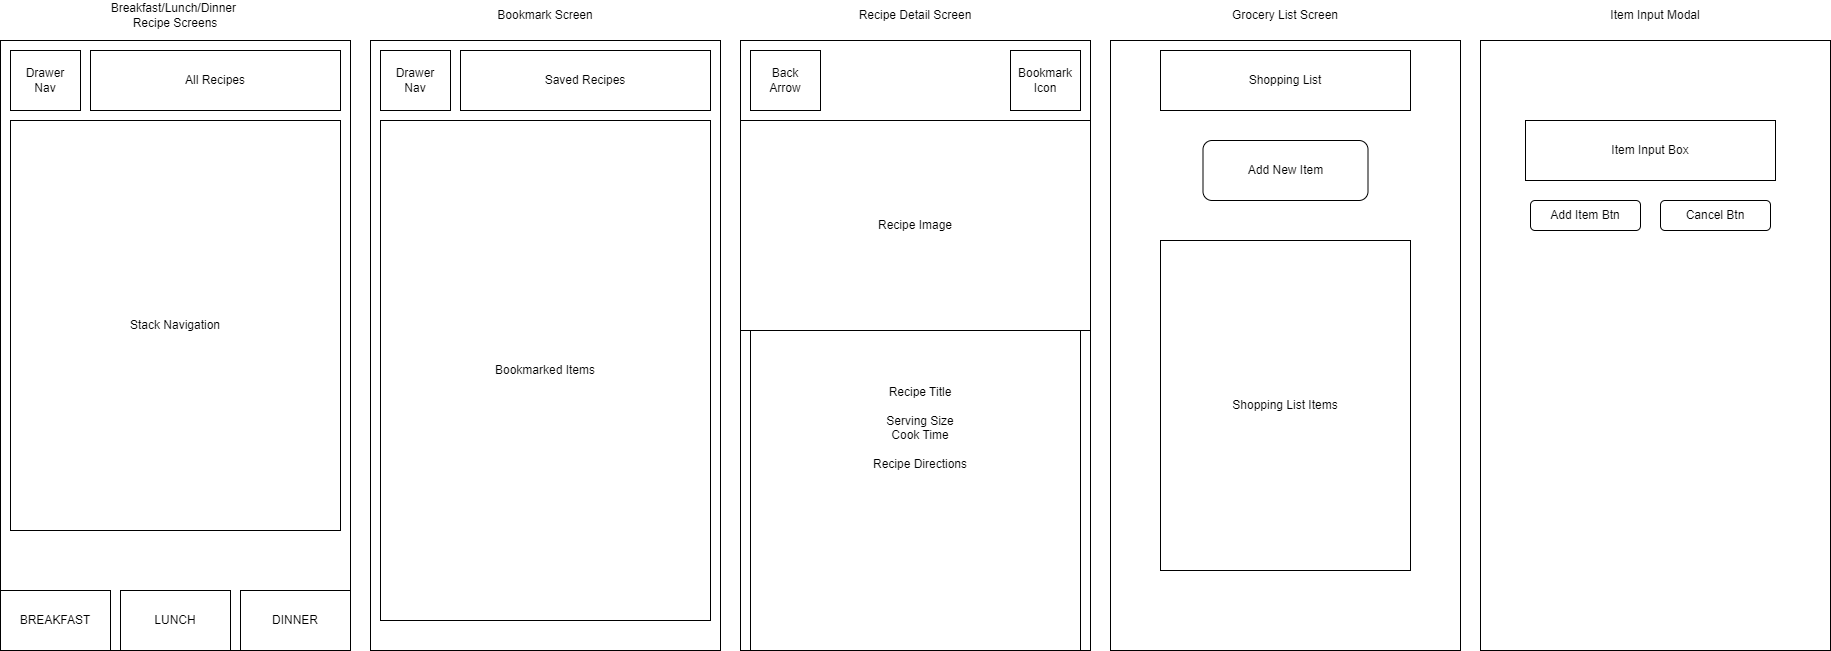 Breakfast/Lunch/Dinner
Recipe Screens
Drawer
Nav
All Recipes
Stack Navigation
BREAKFAST
LUNCH
DINNER
Bookmark Screen
Drawer
Nav
Saved Recipes
Bookmarked Items
Recipe Detail Screen
Back
Arrow
Bookmark
Icon
Recipe Image
Recipe Title
Serving Size
Cook Time
Recipe Directions
Grocery List Screen
Shopping List
Add New Item
Shopping List Items
Item Input Modal
Item Input Box
Add Item Btn
Cancel Btn